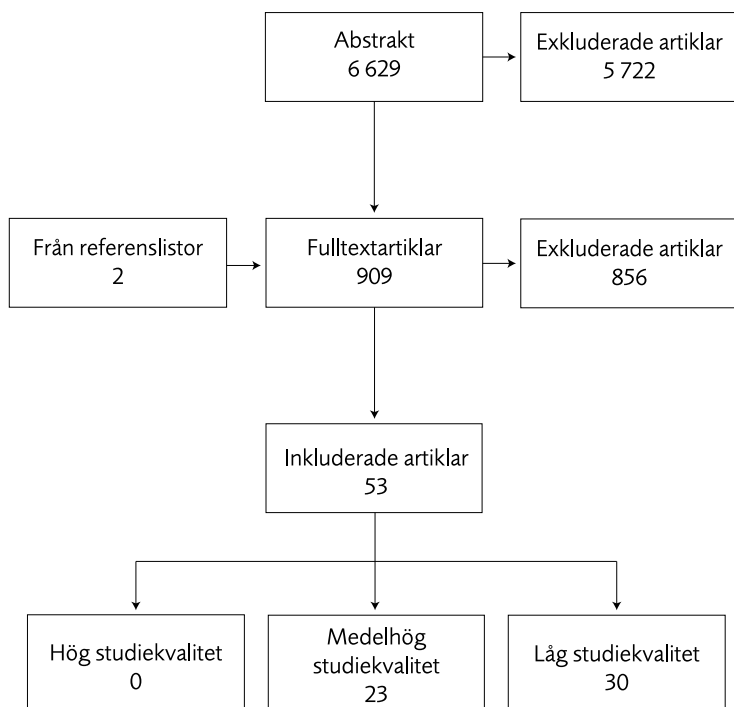 Abstrakt
6 629
Exkluderade artiklar
5 722
Från referenslistor
2
Fulltextartiklar
909
Exkluderade artiklar
856
Inkluderade artiklar
53
Hög studiekvalitet
0
Medelhög
studiekvalitet
23
Låg studiekvalitet
30